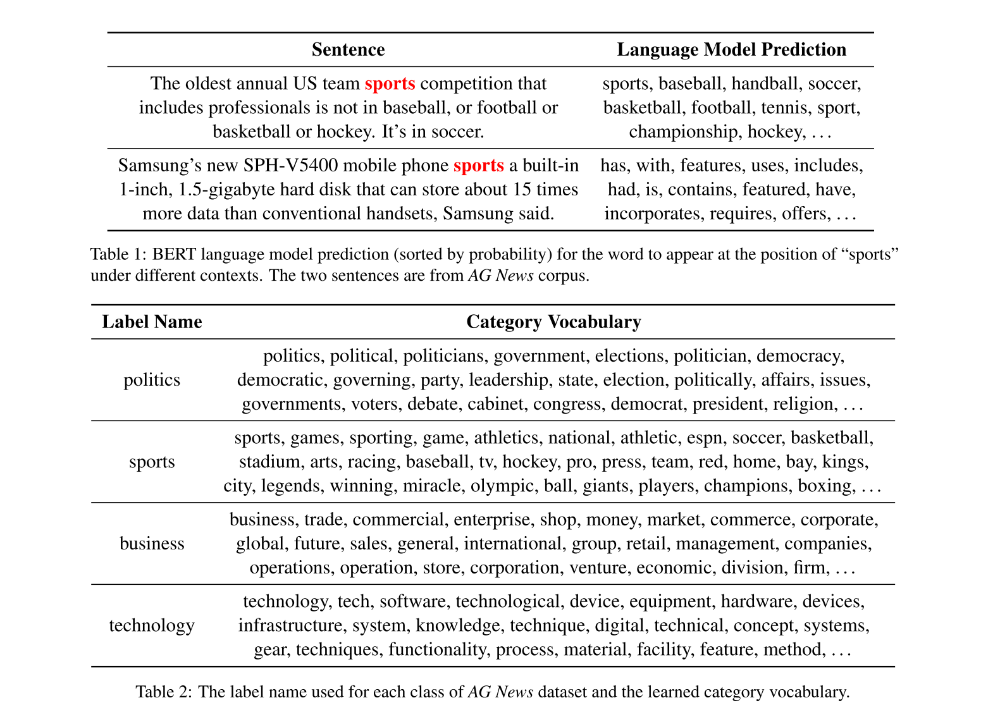 Sentence Language Model Prediction
The oldest annual US team sports competition that
includes professionals is not in baseball, or football or
basketball or hockey. It’s in soccer.
sports, baseball, handball, soccer,
basketball, football, tennis, sport,
championship, hockey, …
Samsung’s new SPH-V5400 mobile phone sports a built-in
1-inch, 1.5-gigabyte hard disk that can store about 15 times
more data than conventional handsets, Samsung said.
has, with, features, uses, includes,
had, is, contains, featured, have,
incorporates, requires, offers, …
Table 1: BERT language model prediction (sorted by probability) for the word to appear at the position of “sports”
under different contexts. The two sentences are from AG News corpus.
Label Name Category Vocabulary
politics
politics, political, politicians, government, elections, politician, democracy,
democratic, governing, party, leadership, state, election, politically, affairs, issues,
governments, voters, debate, cabinet, congress, democrat, president, religion, …
sports
sports, games, sporting, game, athletics, national, athletic, espn, soccer, basketball,
stadium, arts, racing, baseball, tv, hockey, pro, press, team, red, home, bay, kings,
city, legends, winning, miracle, olympic, ball, giants, players, champions, boxing, …
business
business, trade, commercial, enterprise, shop, money, market, commerce, corporate,
global, future, sales, general, international, group, retail, management, companies,
operations, operation, store, corporation, venture, economic, division, firm, …
technology
technology, tech, software, technological, device, equipment, hardware, devices,
infrastructure, system, knowledge, technique, digital, technical, concept, systems,
gear, techniques, functionality, process, material, facility, feature, method, …
Table 2: The label name used for each class of AG News dataset and the learned category vocabulary.